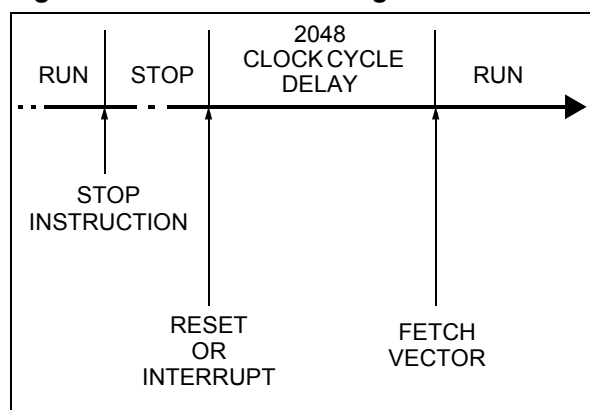 2048
CLOCK CYCLE
DELAY
RUN
STOP
RUN
STOP
INSTRUCTION
RESET
OR
INTERRUPT
FETCH
VECTOR